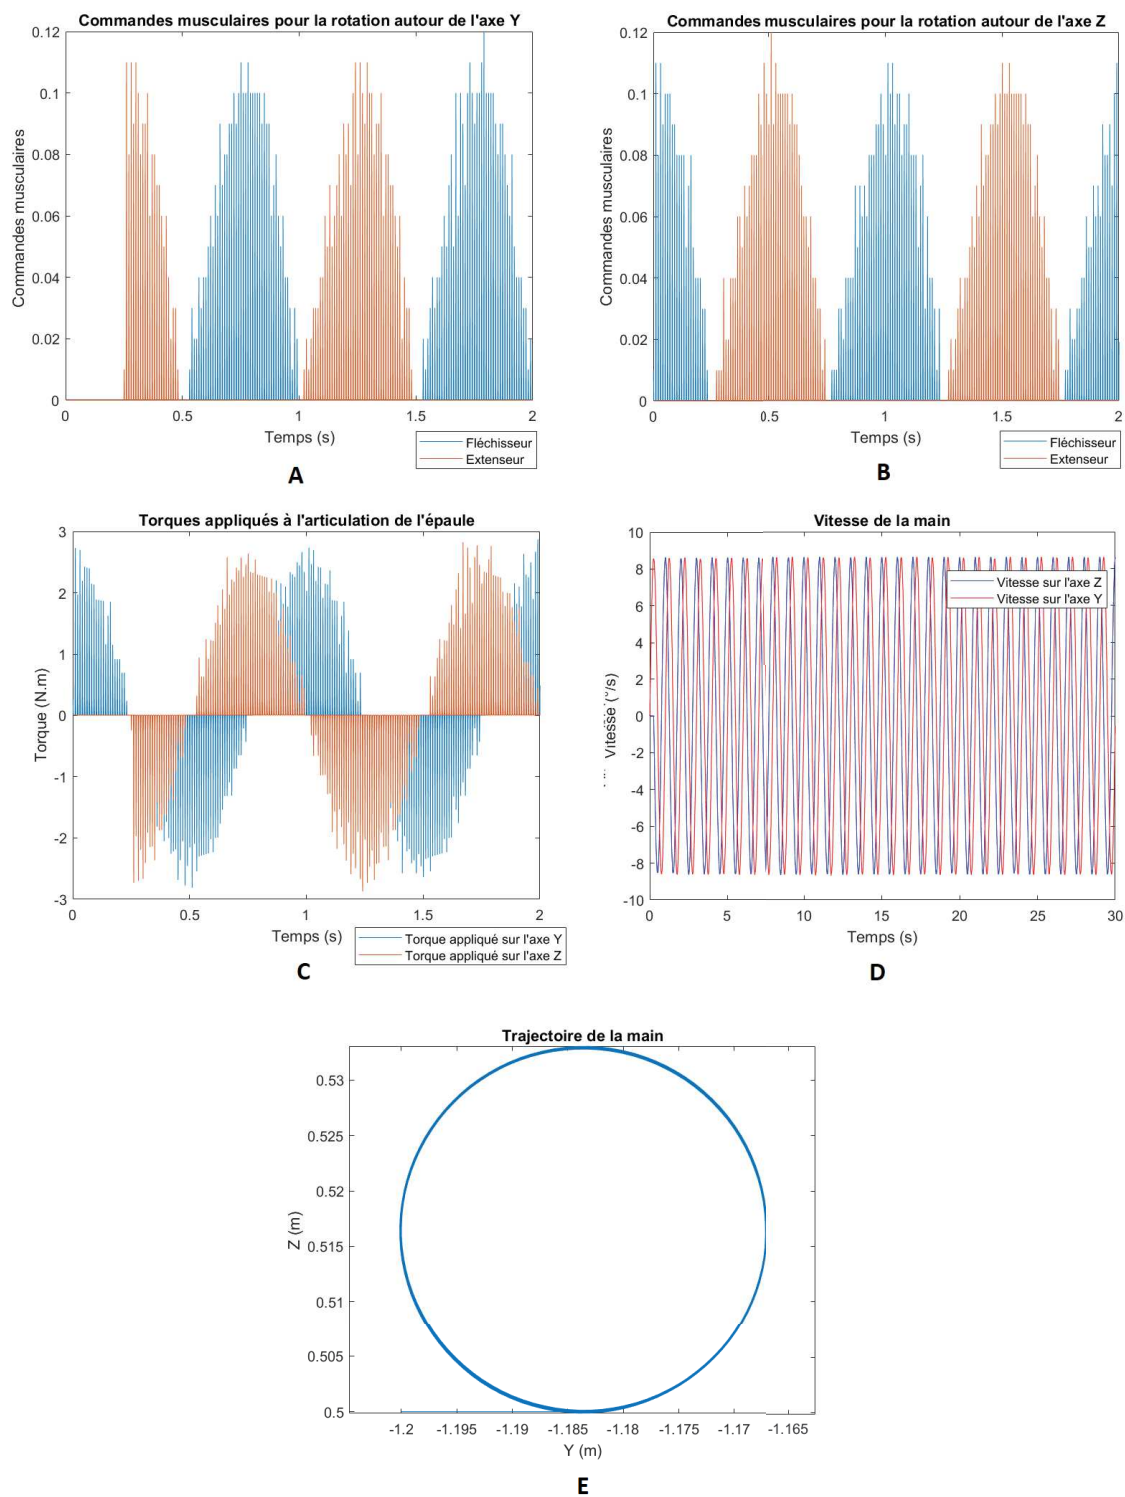 Commandes musculaires pour la rotation autour de l'axe Y
0.12
0.1
0.08
0.06
0.04
0.02
0
Commandes musculaires
0
0.5
1
1.5
2
Temps (s)
Fléchisseur
Extenseur
A
Commandes musculaires pour la rotation autour de l'axe Z
0.12
0.1
0.08
0.06
0.04
0.02
0
Commandes musculaires
0
0.5
1
1.5
2
Temps (s)
Fléchisseur
Extenseur
B
Torques appliqués à l'articulation de l'épaule
3
2
1
0
-1
-2
-3
Torque (N.m)
0
0.5
1
1.5
2
Temps (s)
Torque appliqué sur l'axe Y
Torque appliqué sur l'axe Z
C
Vitesse de la main
10
8
6
4
2
0
-2
-4
-6
-8
-10
Vitesse (°/s)
Vitesse sur l'axe Z
Vitesse sur l'axe Y
0
5
10
15
20
25
30
Temps (s)
D
Trajectoire de la main
0.53
0.525
0.52
0.515
0.51
0.505
0.5
Z (m)
-1.2
-1.195
-1.19
-1.185
-1.18
-1.175
-1.17
-1.165
Y (m)
E